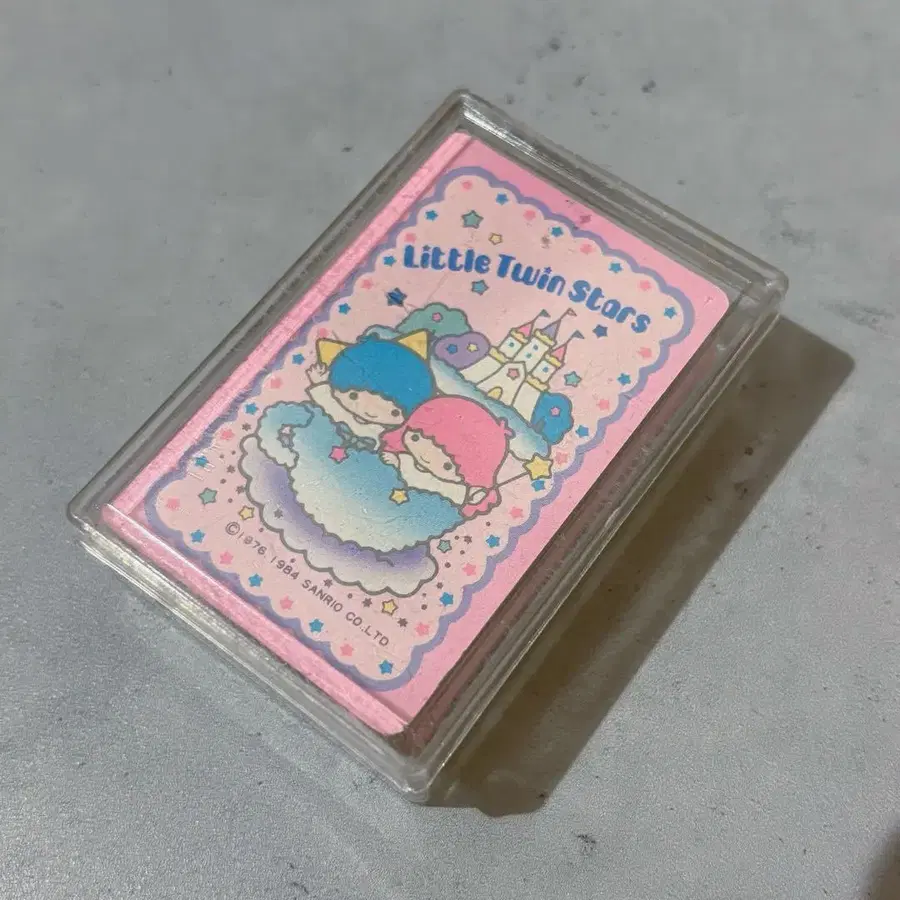 Little Twin Stars
©1976, 1984 SANRIO CO.,LTD